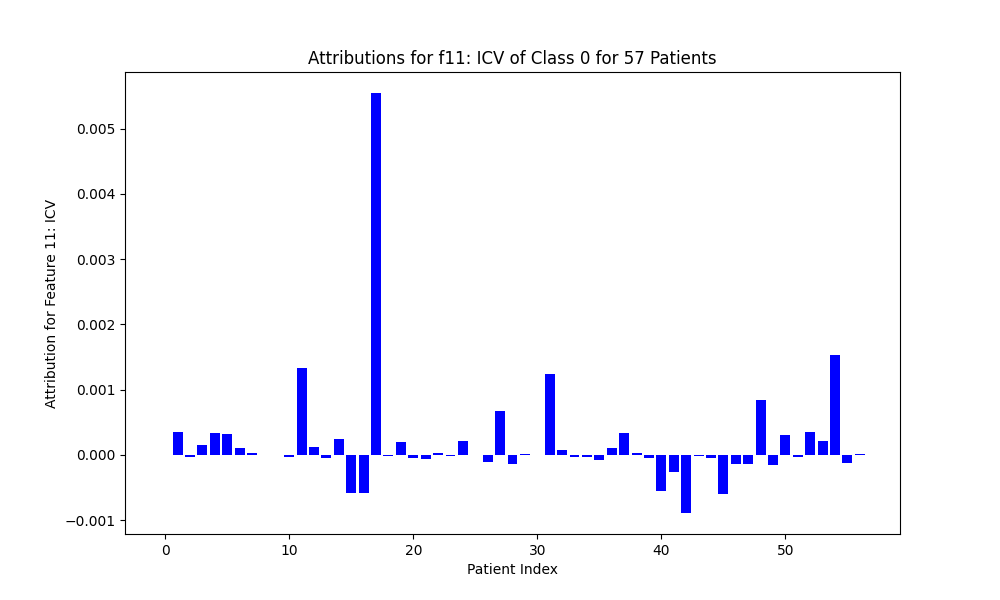 Attributions for f11: ICV of Class 0 for 57 Patients
Attribution for Feature 11: ICV
0.005
0.004
0.003
0.002
0.001
0.000
−0.001
0 10 20 30 40 50
Patient Index